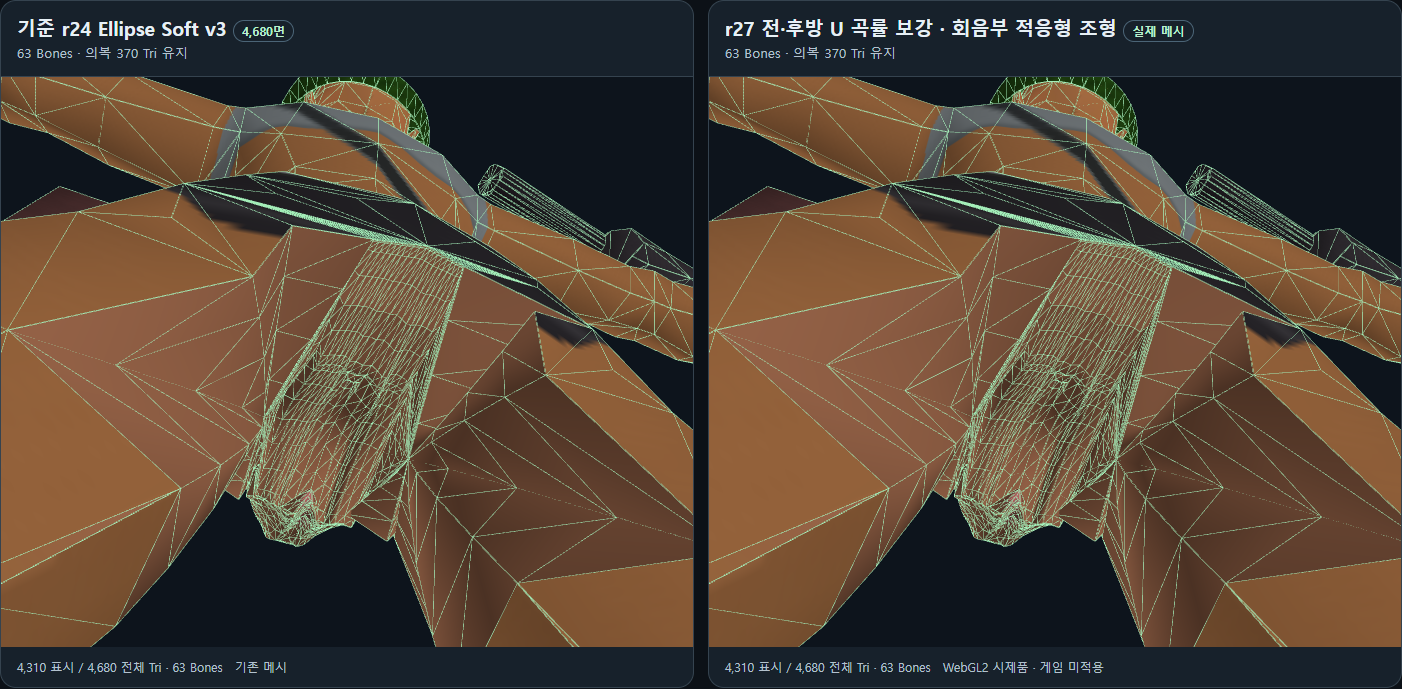 기준 r24 Ellipse Soft v3 4,680면
63 Bones · 의복 370 Tri 유지
4,310 표시 / 4,680 전체 Tri · 63 Bones 기존 메시
r27 전·후방 U 곡률 보강 · 회음부 적응형 조형 실제 메시
63 Bones · 의복 370 Tri 유지
4,310 표시 / 4,680 전체 Tri · 63 Bones WebGL2 시제품 · 게임 미적용